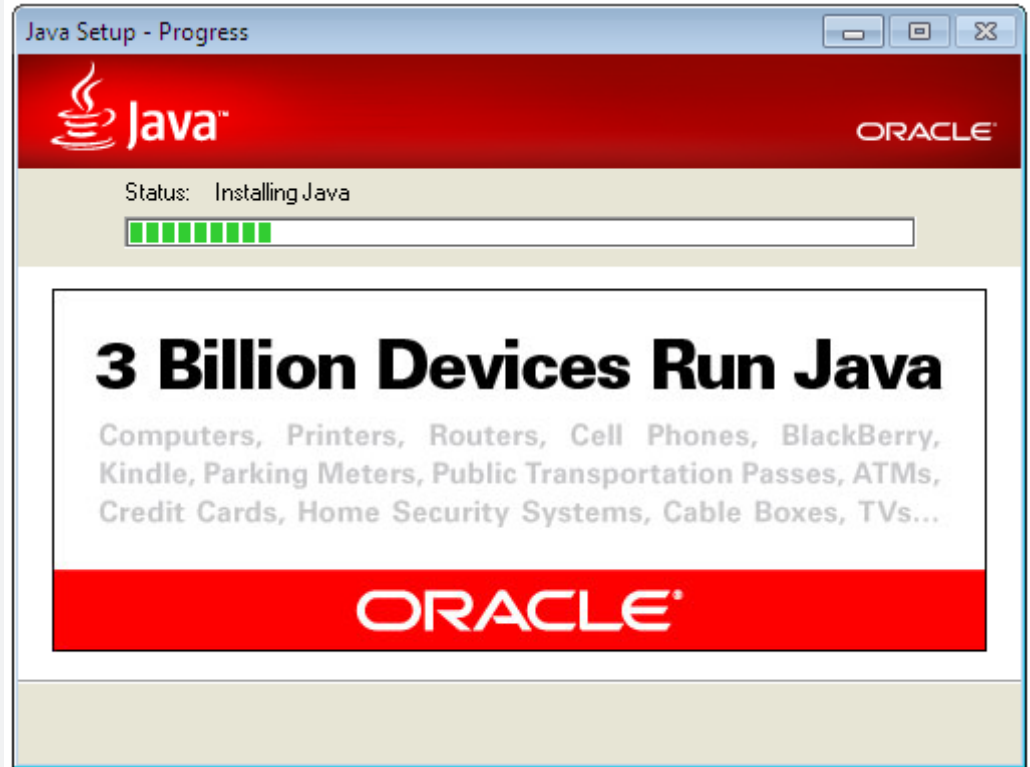 Java Setup - Progress
Java™
ORACLE®
Status: Installing Java
3 Billion Devices Run Java
Computers, Printers, Routers, Cell Phones, BlackBerry,
Kindle, Parking Meters, Public Transportation Passes, ATMs,
Credit Cards, Home Security Systems, Cable Boxes, TVs...
ORACLE®